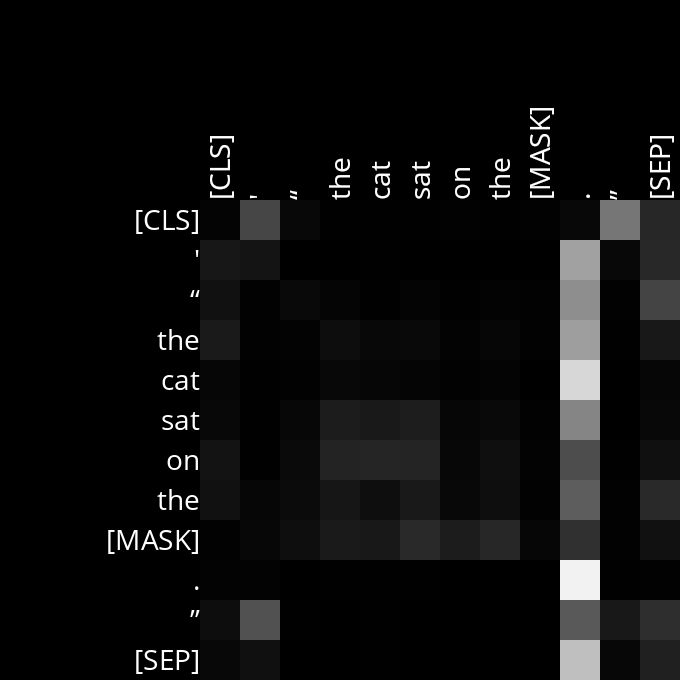 [CLS] ' “ the cat sat on the [MASK] . ” [SEP]
[CLS]
'
“
the
cat
sat
on
the
[MASK]
.
”
[SEP]